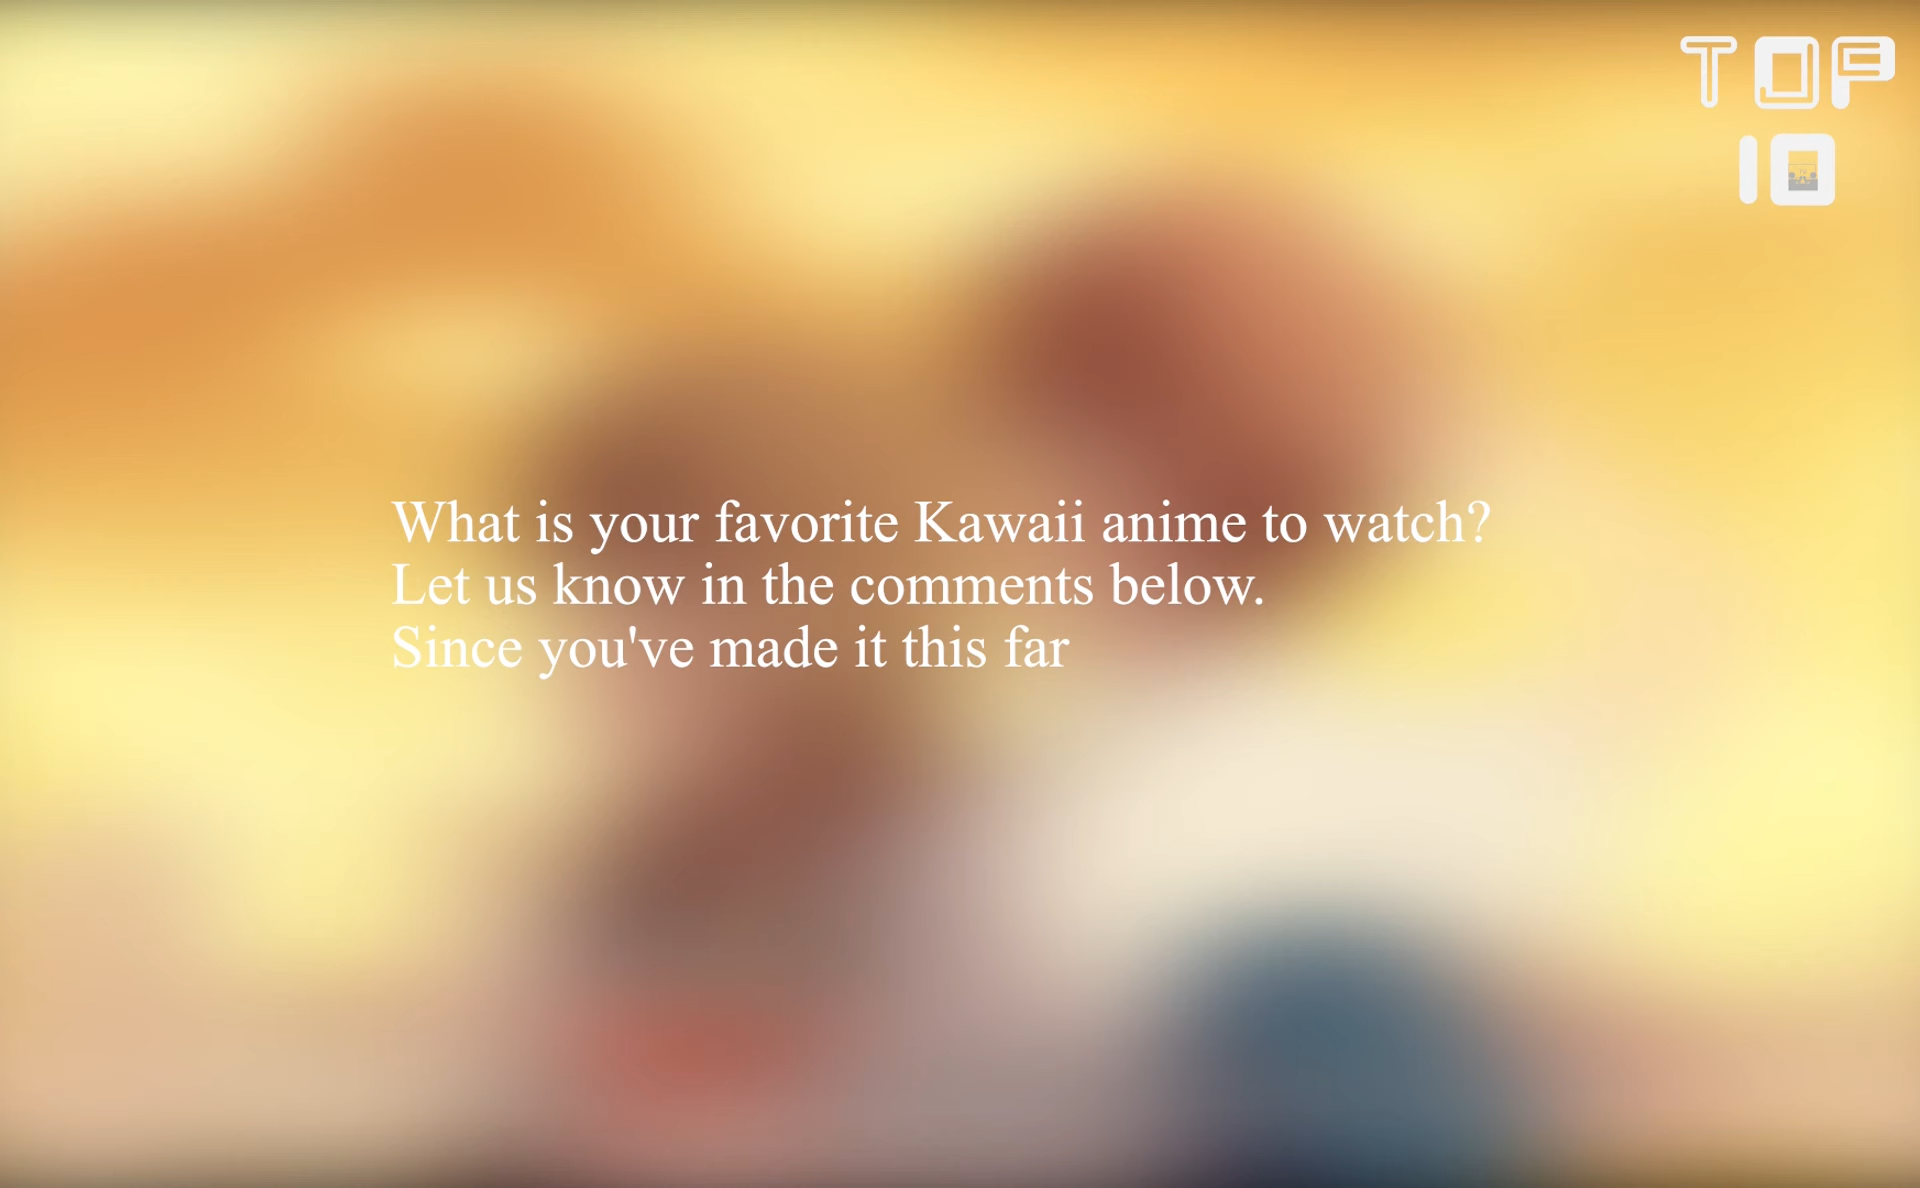 TOP
10
What is your favorite Kawaii anime to watch?
Let us know in the comments below.
Since you've made it this far